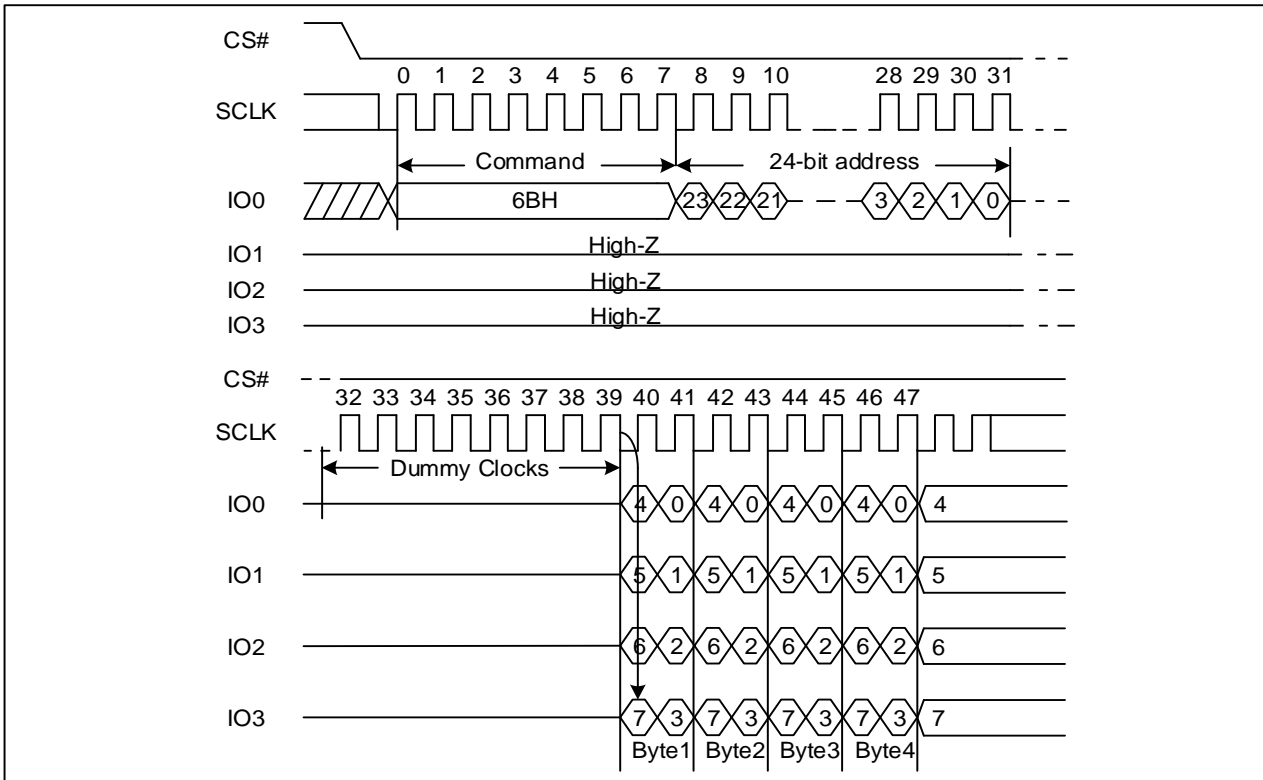 CS#
0 1 2 3 4 5 6 7 8 9 10 28 29 30 31
SCLK
Command 24-bit address
IO0 6BH 23 22 21 3 2 1 0
IO1 High-Z
IO2 High-Z
IO3 High-Z
CS#
32 33 34 35 36 37 38 39 40 41 42 43 44 45 46 47
SCLK
Dummy Clocks
IO0 4 0 4 0 4 0 4 0 4
IO1 5 1 5 1 5 1 5 1 5
IO2 6 2 6 2 6 2 6 2 6
IO3 7 3 7 3 7 3 7 3 7
Byte1 Byte2 Byte3 Byte4